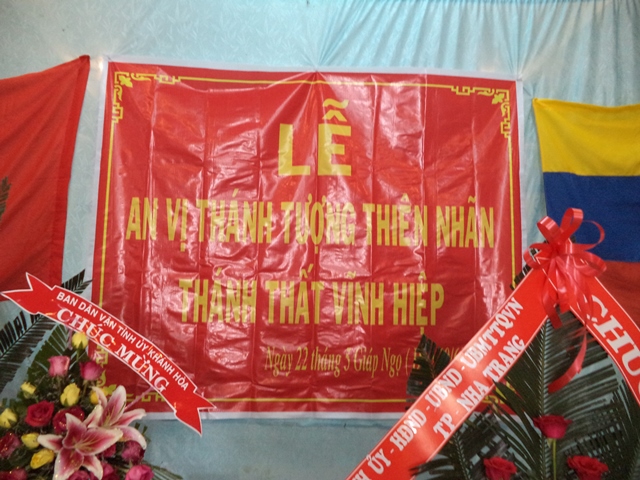 LỄ
AN VỊ THÁNH TƯỢNG THIÊN NHÃN
THÁNH THẤT VĨNH HIỆP
Ngày 22 tháng 3 Giáp Ngọ (
BAN DÂN VẬN TỈNH ỦY KHÁNH HÒA
CHÚC MỪNG
ỦY - HĐND - UBND - UBMTTQVN
TP NHA TRANG